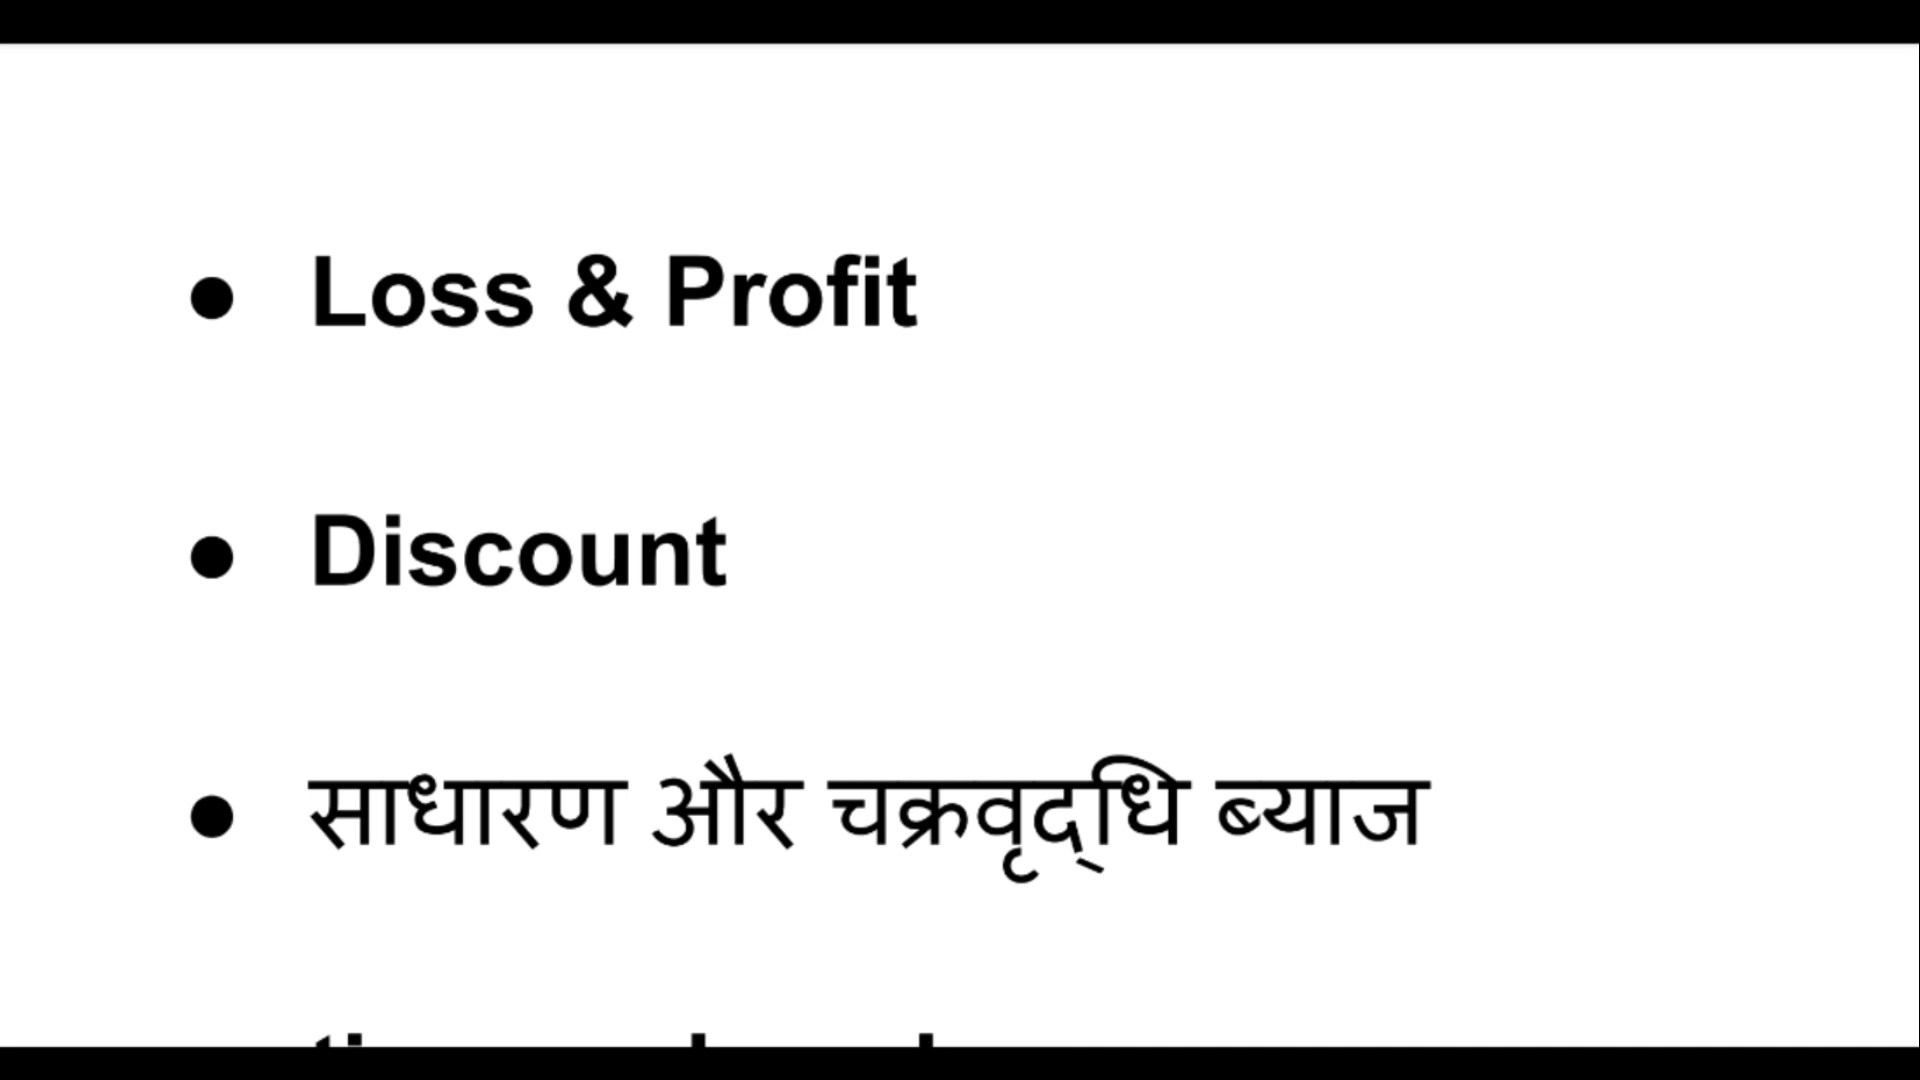 ● Loss & Profit
● Discount
● साधारण और चक्रवृद्‌धि ब्याज